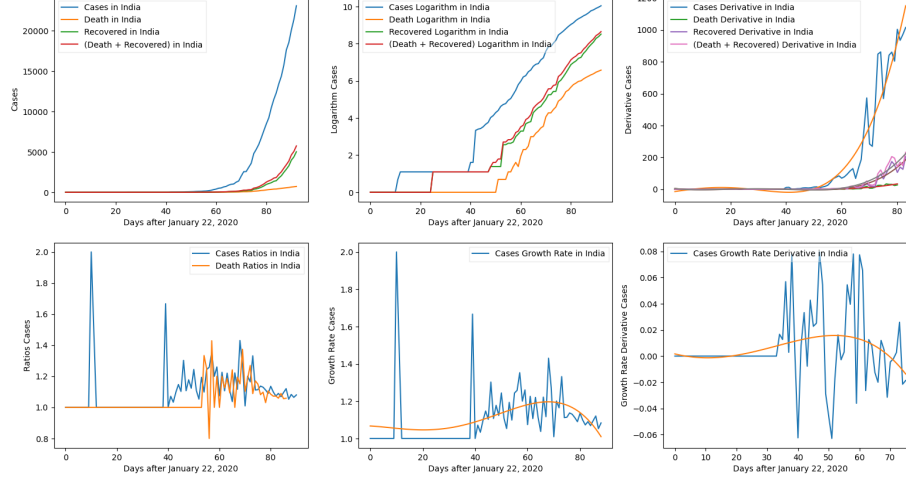 Cases in India
Death in India
Recovered in India
(Death + Recovered) in India
20000
15000
10000
5000
0
Cases
0 20 40 60 80
Days after January 22, 2020
Cases Logarithm in India
Death Logarithm in India
Recovered Logarithm in India
(Death + Recovered) Logarithm in India
10
8
6
4
2
0
Logarithm Cases
0 20 40 60 80
Days after January 22, 2020
Cases Derivative in India
Death Derivative in India
Recovered Derivative in India
(Death + Recovered) Derivative in India
1200
1000
800
600
400
200
0
Derivative Cases
0 20 40 60 80
Days after January 22, 2020
Cases Ratios in India
Death Ratios in India
2.0
1.8
1.6
1.4
1.2
1.0
0.8
Ratios Cases
0 20 40 60 80
Days after January 22, 2020
Cases Growth Rate in India
2.0
1.8
1.6
1.4
1.2
1.0
Growth Rate Cases
0 20 40 60 80
Days after January 22, 2020
Cases Growth Rate Derivative in India
0.08
0.06
0.04
0.02
0.00
−0.02
−0.04
−0.06
Growth Rate Derivative Cases
0 10 20 30 40 50 60 70
Days after January 22, 2020